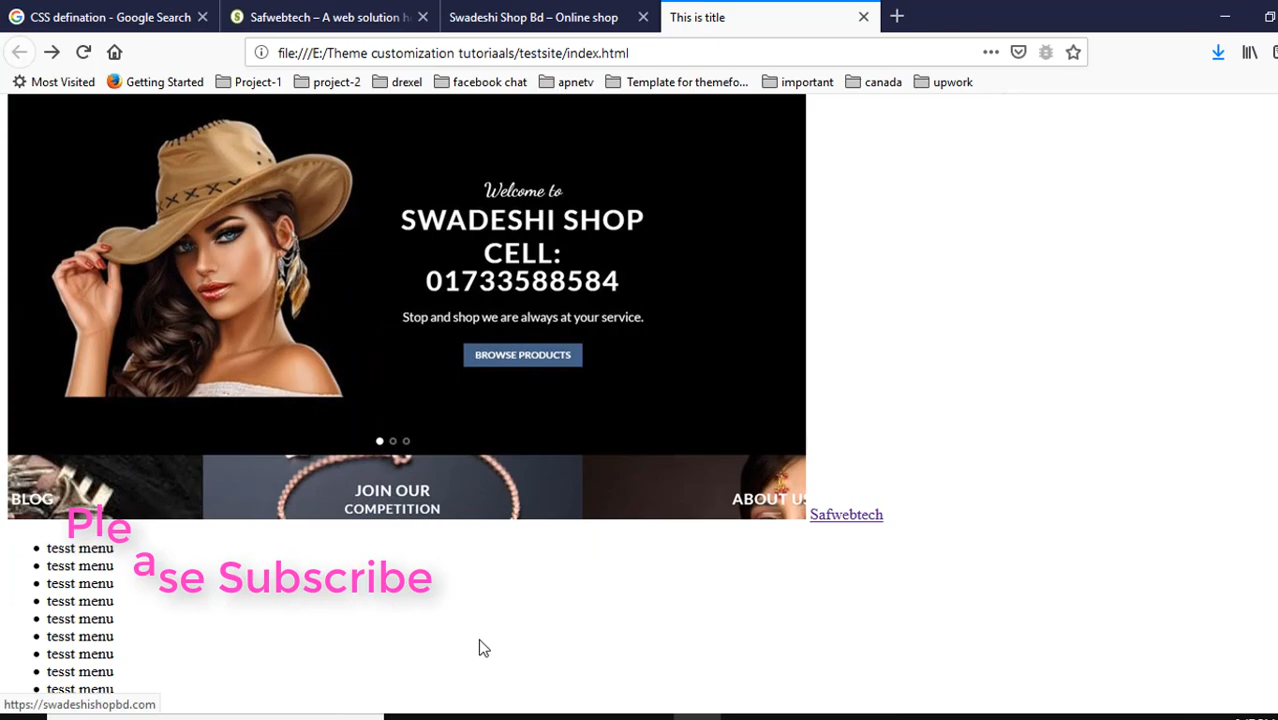 CSS defination - Google Search
Safwebtech – A web solution h
Swadeshi Shop Bd – Online shop
This is title
file:///E:/Theme customization tutoriaals/testsite/index.html
Most Visited
Getting Started
Project-1
project-2
drexel
facebook chat
apnetv
Template for themefo...
important
canada
upwork
Welcome to
SWADESHI SHOP
CELL:
01733588584
Stop and shop we are always at your service.
BROWSE PRODUCTS
BLOG
JOIN OUR
COMPETITION
ABOUT US
Safwebtech
Please Subscribe
tesst menu
tesst menu
tesst menu
tesst menu
tesst menu
tesst menu
tesst menu
tesst menu
tesst menu
https://swadeshishopbd.com